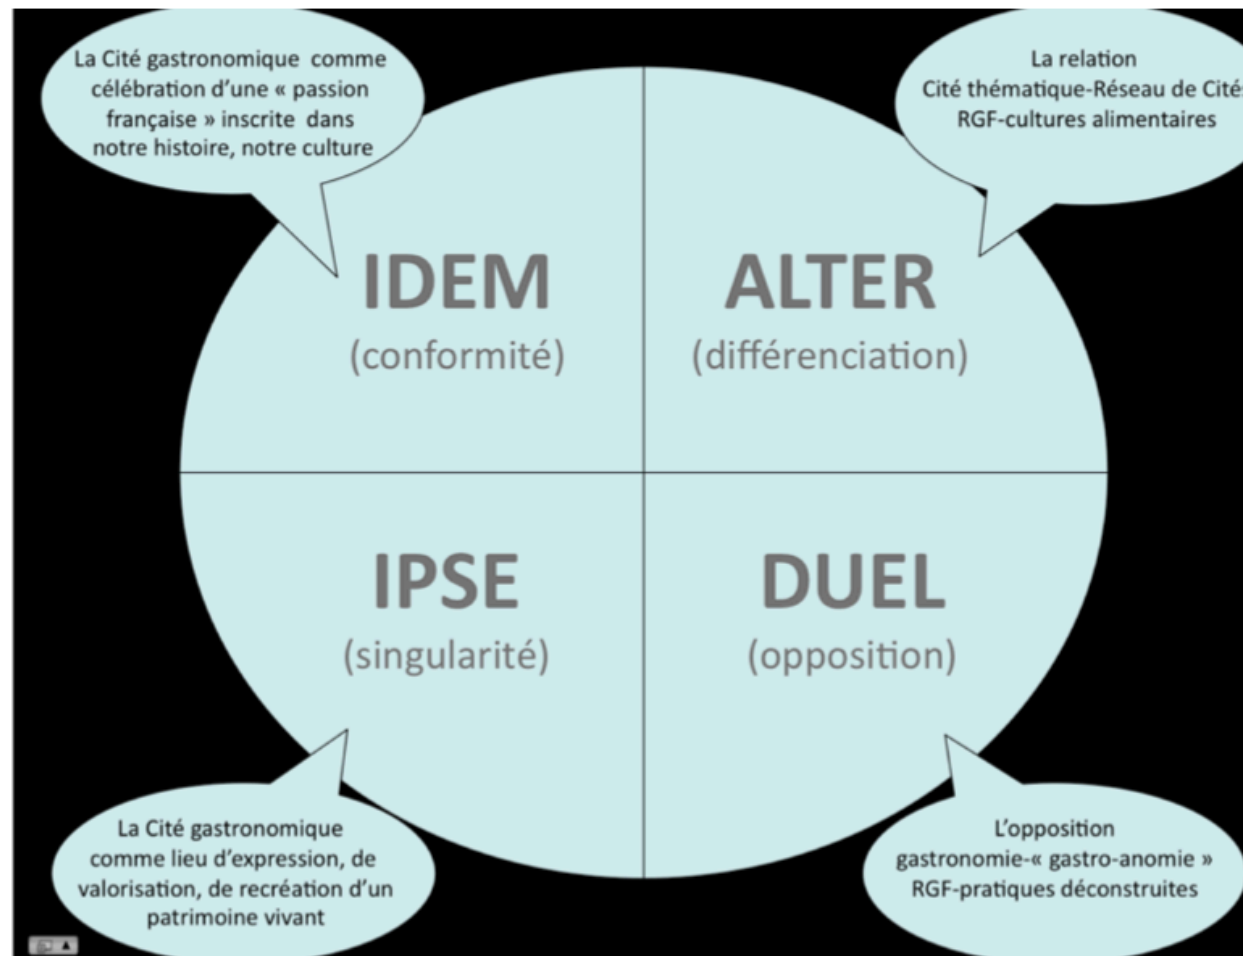 La Cité gastronomique comme
célébration d'une « passion
française » inscrite dans
notre histoire, notre culture
La relation
Cité thématique-Réseau de Cités
RGF-cultures alimentaires
IDEM
(conformité)
ALTER
(différenciation)
IPSE
(singularité)
DUEL
(opposition)
La Cité gastronomique
comme lieu d'expression, de
valorisation, de recréation d'un
patrimoine vivant
L'opposition
gastronomie-« gastro-anomie »
RGF-pratiques déconstruites